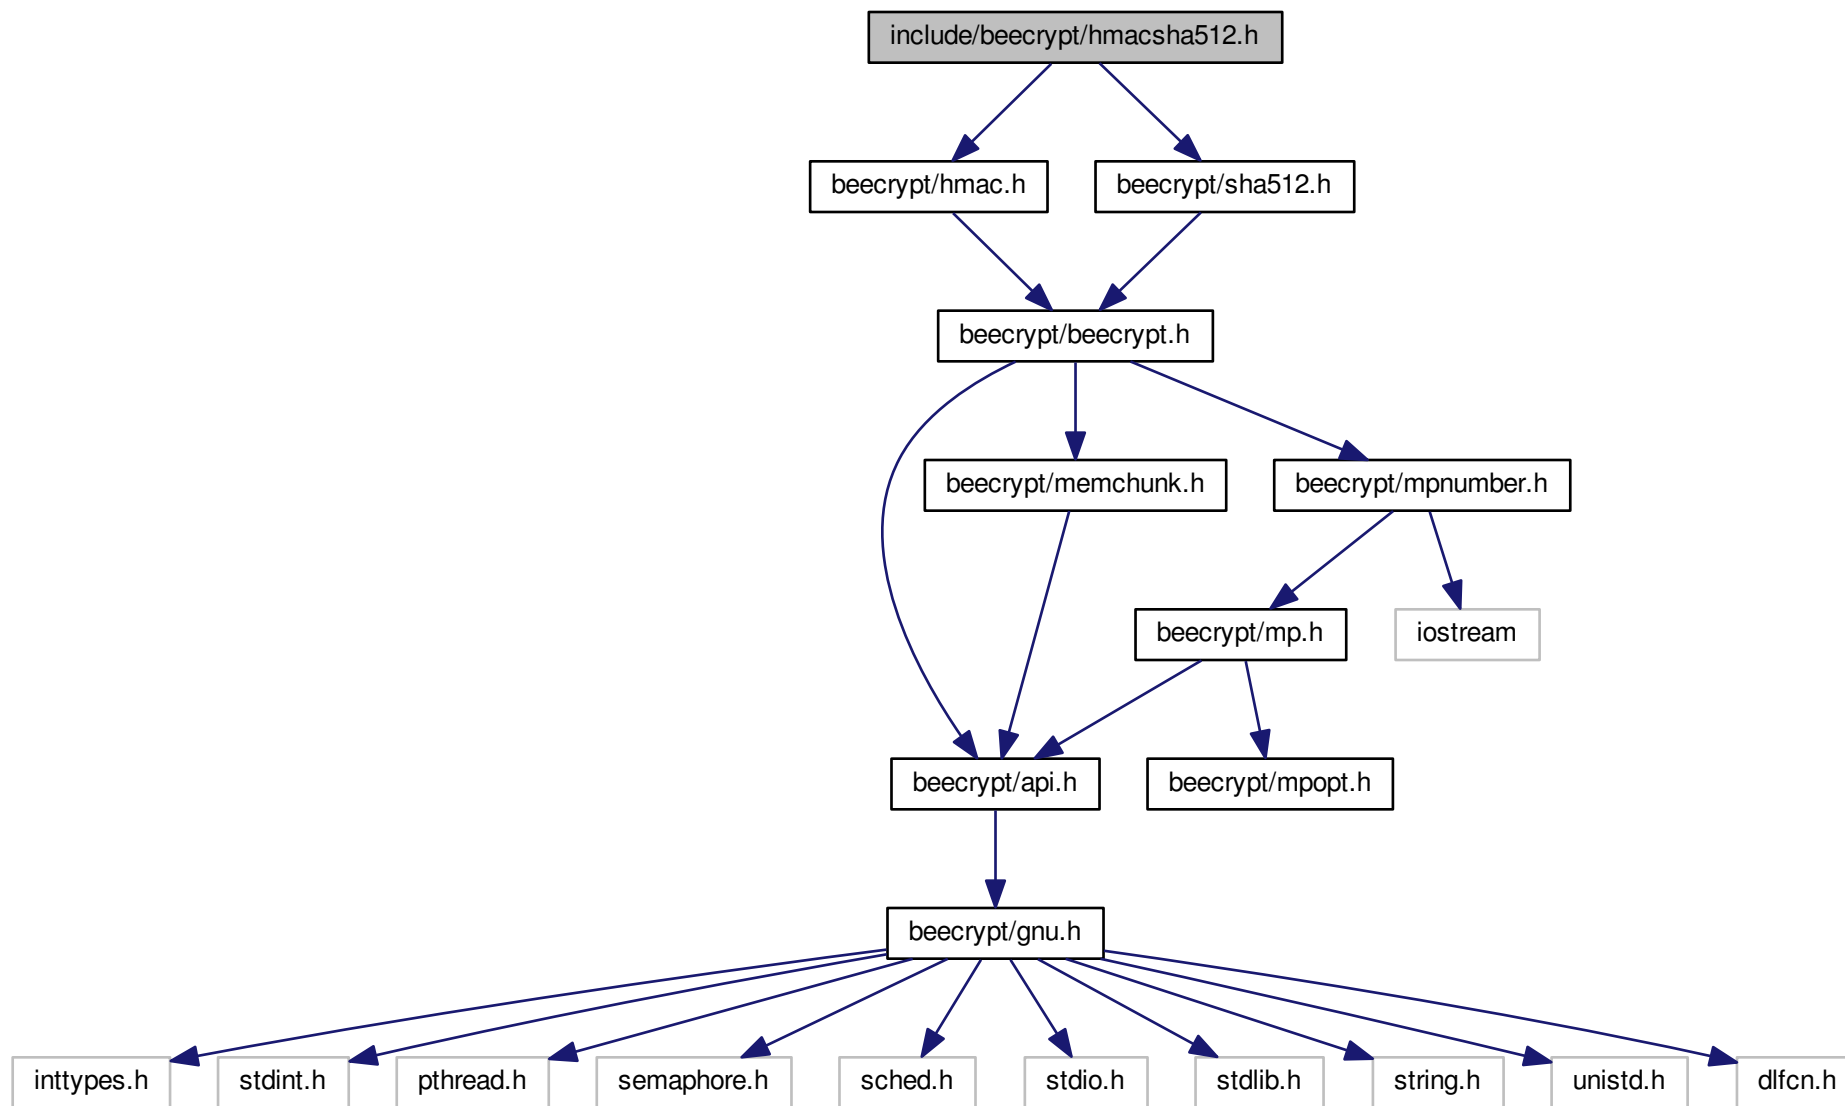 include/beecrypt/hmacsha512.h
beecrypt/hmac.h
beecrypt/sha512.h
beecrypt/beecrypt.h
beecrypt/memchunk.h
beecrypt/mpnumber.h
beecrypt/mp.h
iostream
beecrypt/api.h
beecrypt/mpopt.h
beecrypt/gnu.h
inttypes.h
stdint.h
pthread.h
semaphore.h
sched.h
stdio.h
stdlib.h
string.h
unistd.h
dlfcn.h